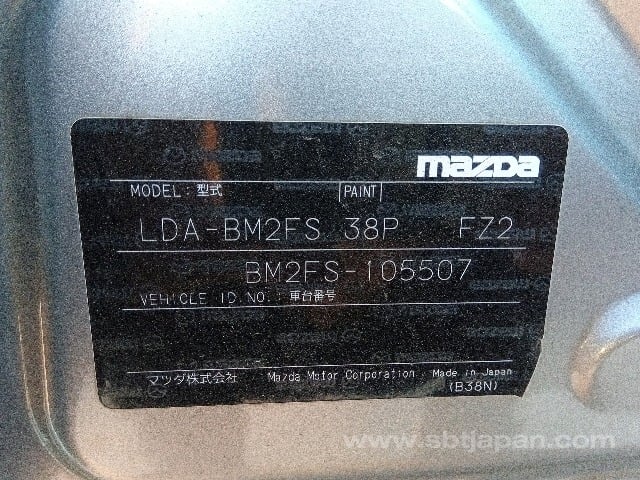 mazda
MODEL: 型式 PAINT
LDA-BM2FS 38P FZ2
BM2FS-105507
VEHICLE ID.NO.: 車台番号
マツダ株式会社 Mazda Motor Corporation. Made in Japan
(B38N)
www.sbtjapan.com